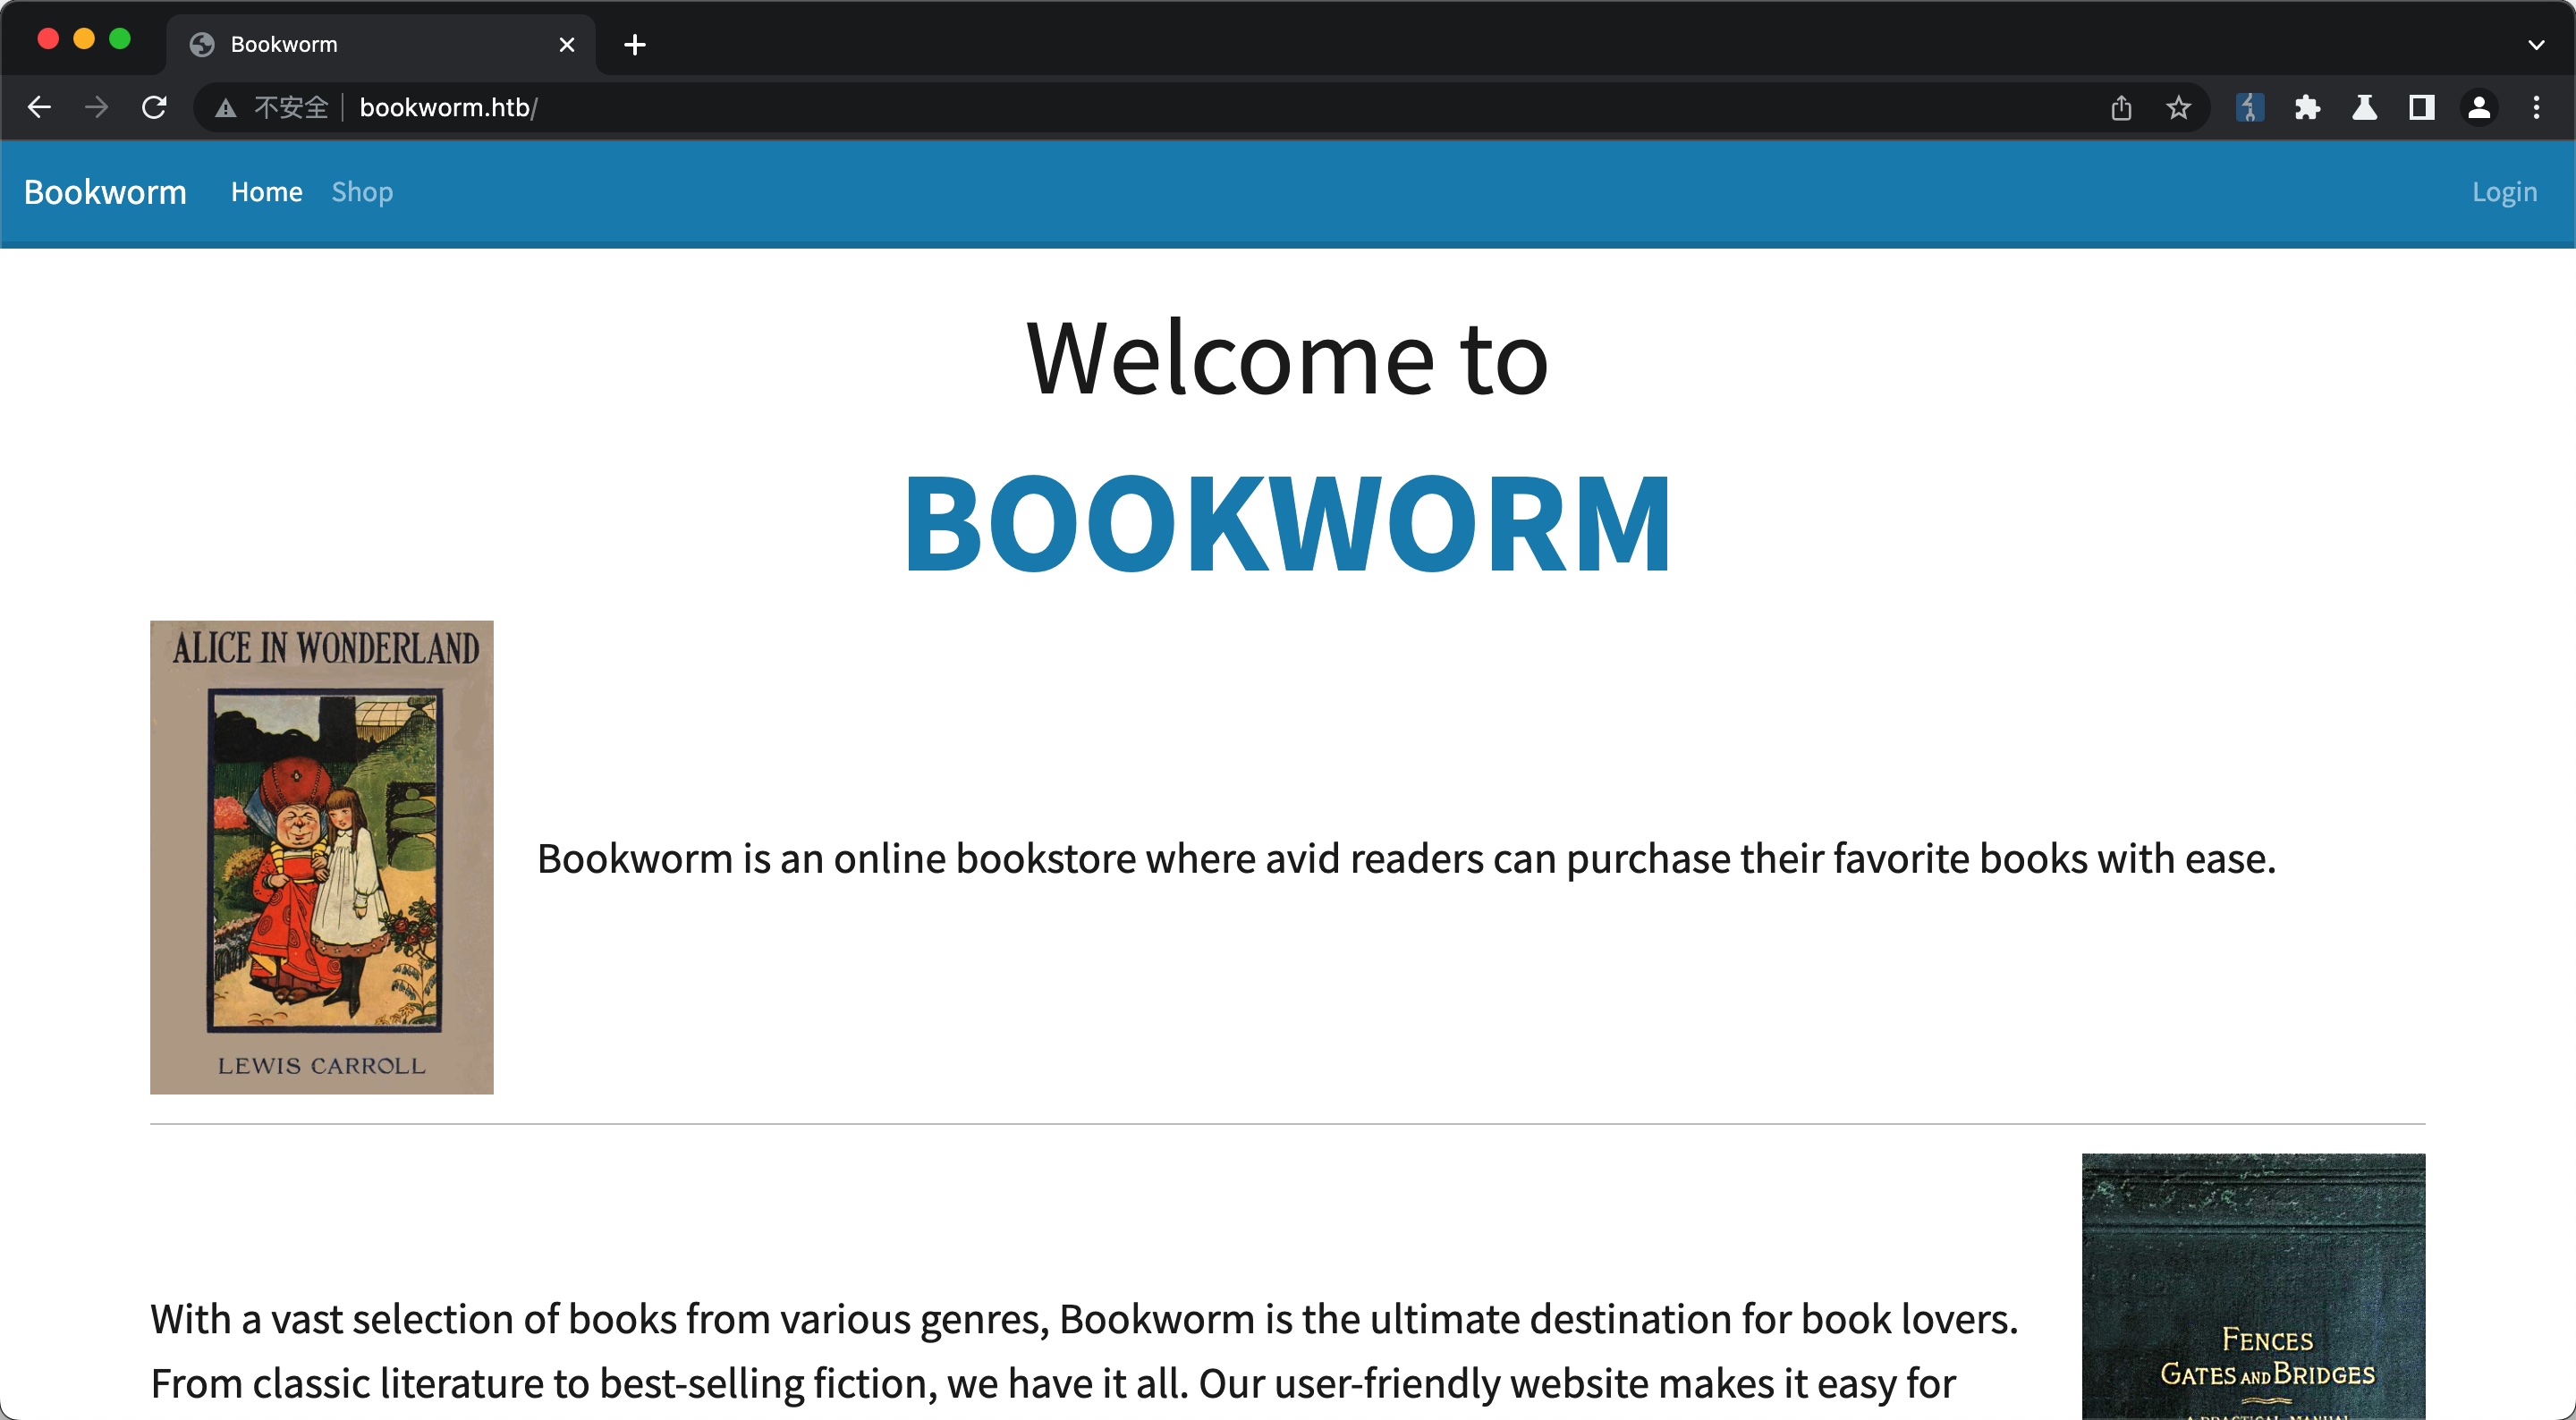 Bookworm
不安全 bookworm.htb/
Bookworm Home Shop Login
Welcome to
BOOKWORM
ALICE IN WONDERLAND
LEWIS CARROLL
Bookworm is an online bookstore where avid readers can purchase their favorite books with ease.
With a vast selection of books from various genres, Bookworm is the ultimate destination for book lovers.
From classic literature to best-selling fiction, we have it all. Our user-friendly website makes it easy for
FENCES
GATES AND BRIDGES